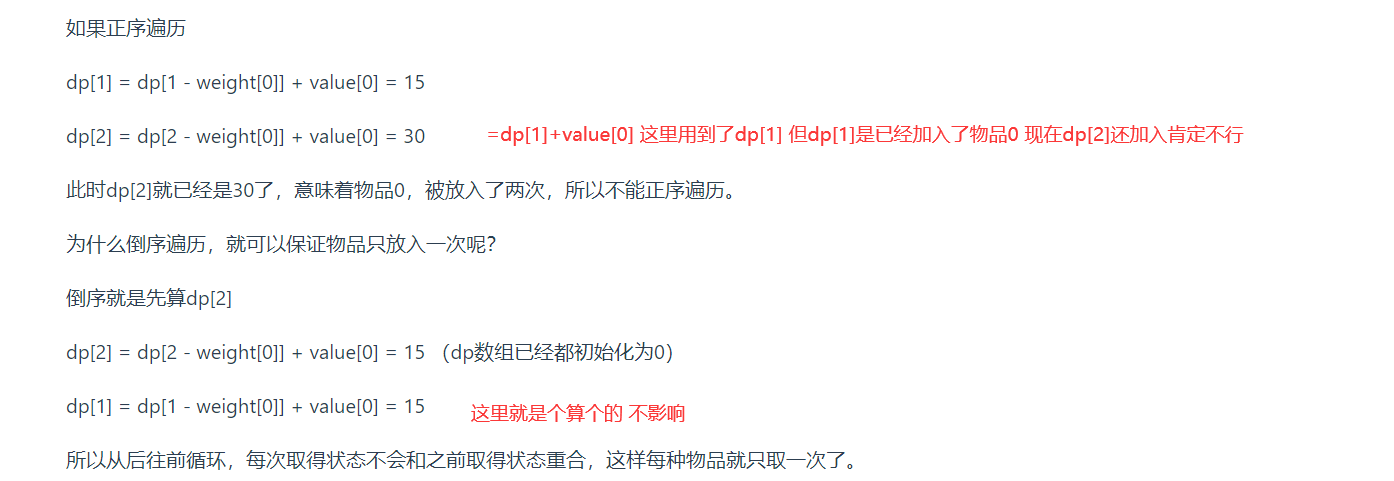 如果正序遍历
dp[1] = dp[1 - weight[0]] + value[0] = 15
dp[2] = dp[2 - weight[0]] + value[0] = 30 =dp[1]+value[0] 这里用到了dp[1] 但dp[1]是已经加入了物品0 现在dp[2]还加入肯定不行
此时dp[2]就已经是30了，意味着物品0，被放入了两次，所以不能正序遍历。
为什么倒序遍历，就可以保证物品只放入一次呢？
倒序就是先算dp[2]
dp[2] = dp[2 - weight[0]] + value[0] = 15 （dp数组已经都初始化为0）
dp[1] = dp[1 - weight[0]] + value[0] = 15 这里就是个算个的 不影响
所以从后往前循环，每次取得状态不会和之前取得状态重合，这样每种物品就只取一次了。